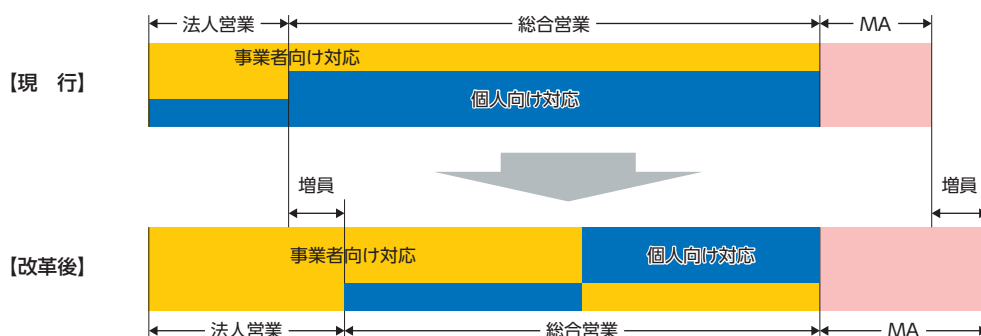 法人営業 総合営業 MA
事業者向け対応
【現　行】
個人向け対応
増員 増員
【改革後】
事業者向け対応 個人向け対応
法人営業 総合営業 MA